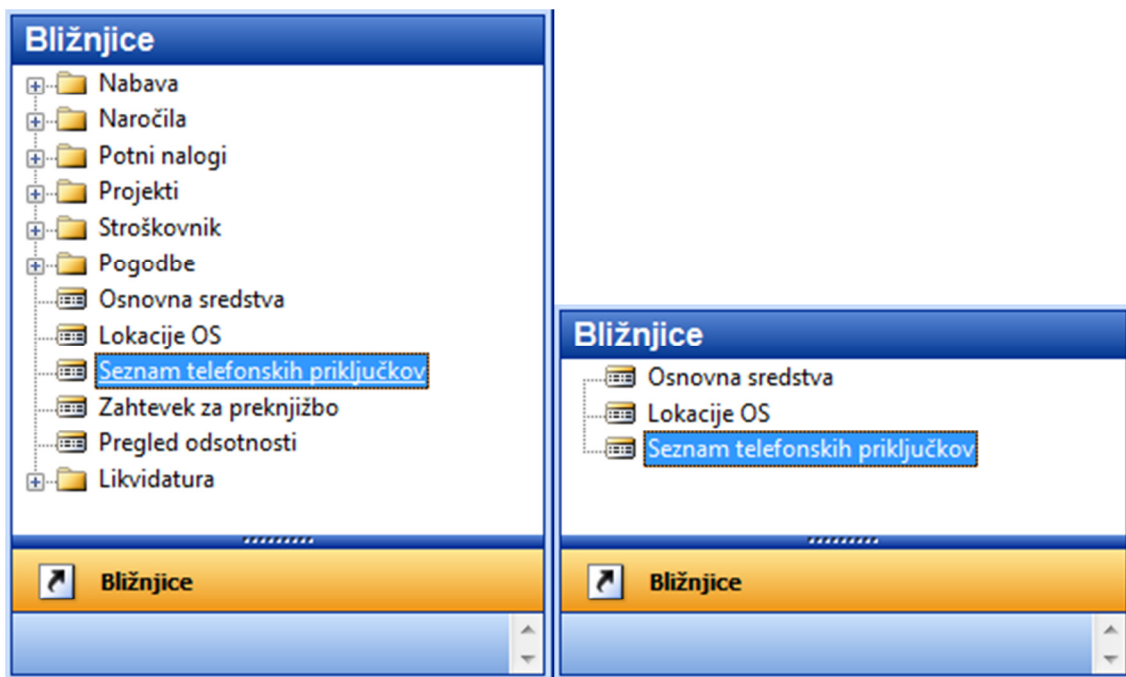 Bližnjice
Nabava
Naročila
Potni nalogi
Projekti
Stroškovnik
Pogodbe
Osnovna sredstva
Lokacije OS
Seznam telefonskih priključkov
Zahtevek za preknjižbo
Pregled odsotnosti
Likvidatura
Bližnjice
Bližnjice
Osnovna sredstva
Lokacije OS
Seznam telefonskih priključkov
Bližnjice